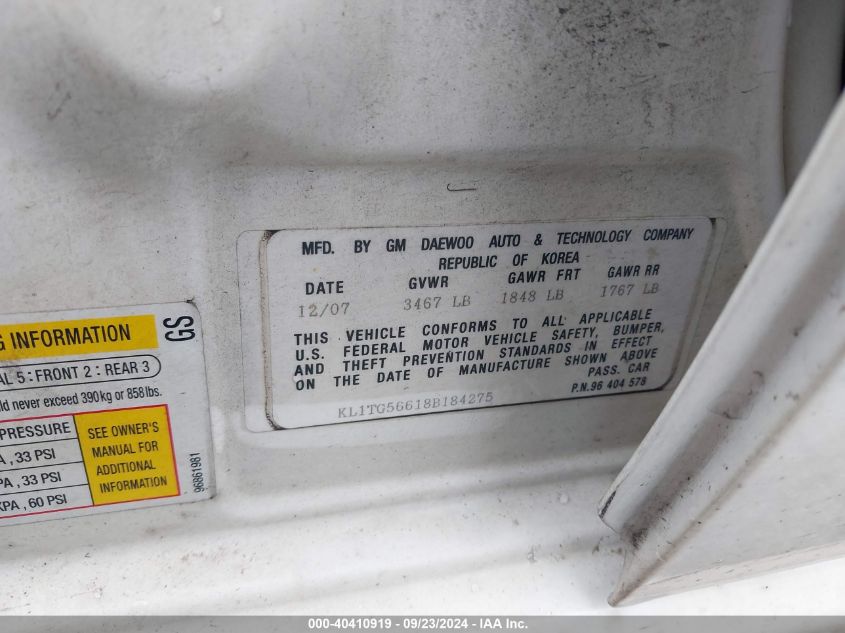 MFD. BY GM DAEWOO AUTO & TECHNOLOGY COMPANY
REPUBLIC OF KOREA
DATE GVWR GAWR FRT GAWR RR
12/07 3467 LB 1848 LB 1767 LB
THIS VEHICLE CONFORMS TO ALL APPLICABLE
U.S. FEDERAL MOTOR VEHICLE SAFETY, BUMPER,
AND THEFT PREVENTION STANDARDS IN EFFECT
ON THE DATE OF MANUFACTURE SHOWN ABOVE
PASS. CAR
P.N.96 404 578
KL1TG56618B184275
G INFORMATION
GS
AL 5 : FRONT 2 : REAR 3
ld never exceed 390kg or 858 lbs.
PRESSURE
A , 33 PSI
PA , 33 PSI
KPA , 60 PSI
SEE OWNER'S
MANUAL FOR
ADDITIONAL
INFORMATION
96861981
000-40410919 - 09/23/2024 - IAA Inc.